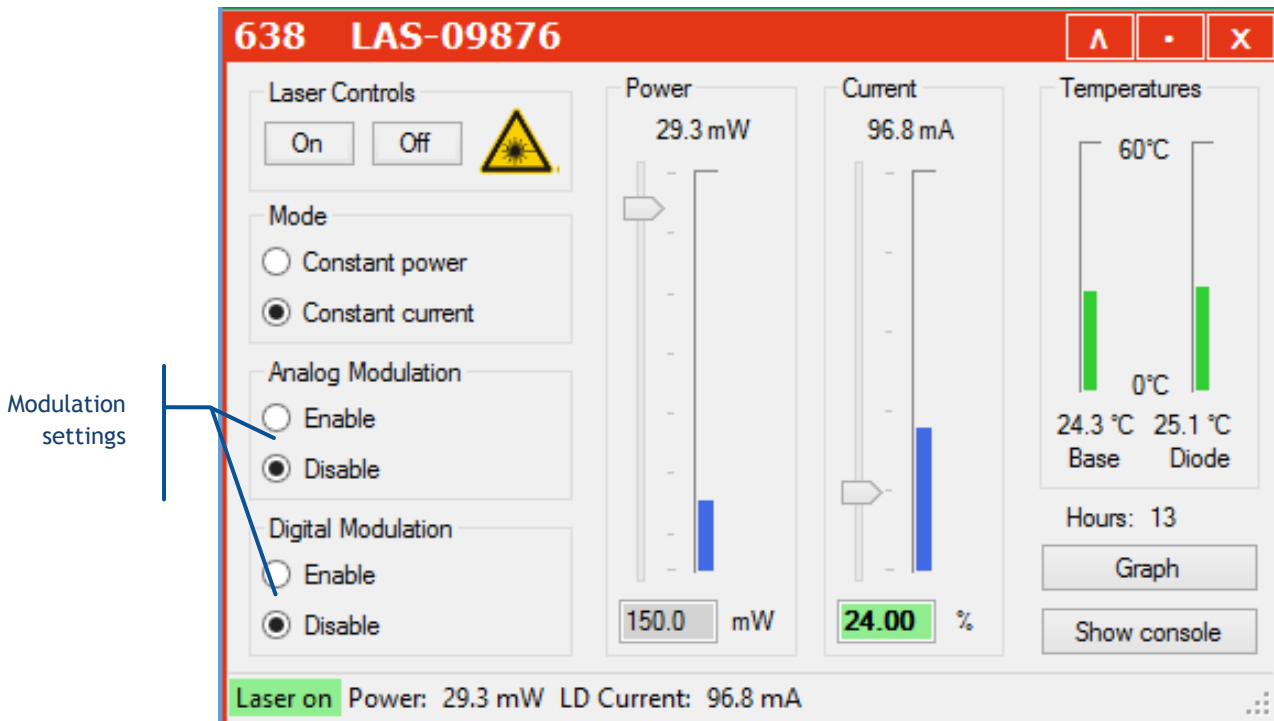 638 LAS-09876
Λ · X
Laser Controls
On Off
Mode
Constant power
Constant current
Analog Modulation
Enable
Disable
Digital Modulation
Enable
Disable
Modulation
settings
Power
29.3 mW
150.0 mW
Current
96.8 mA
24.00 %
Temperatures
60°C
0°C
24.3 °C 25.1 °C
Base Diode
Hours: 13
Graph
Show console
Laser on Power: 29.3 mW LD Current: 96.8 mA